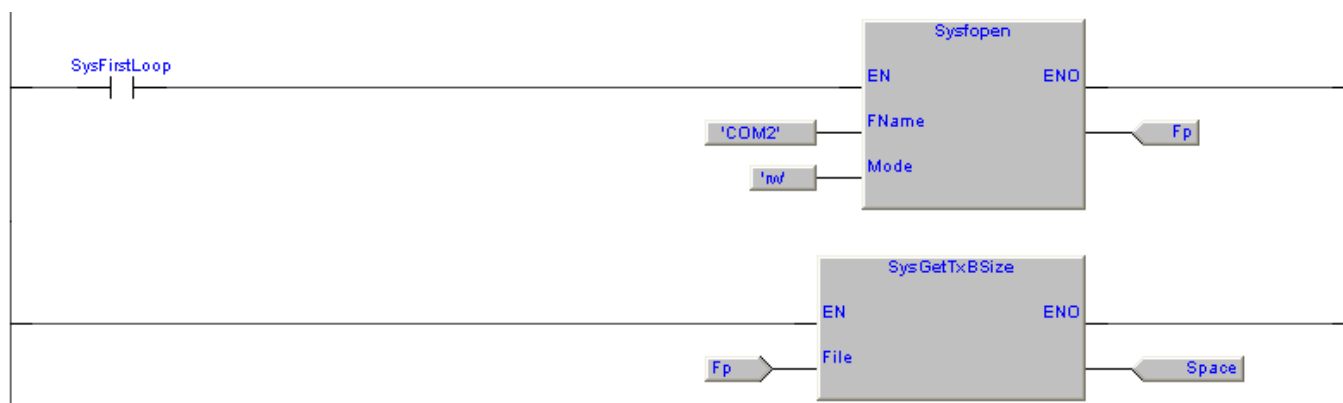 Sysfopen
SysFirstLoop
EN ENO
'COM2' FName Fp
'rw' Mode
SysGetTxBSize
EN ENO
Fp File Space